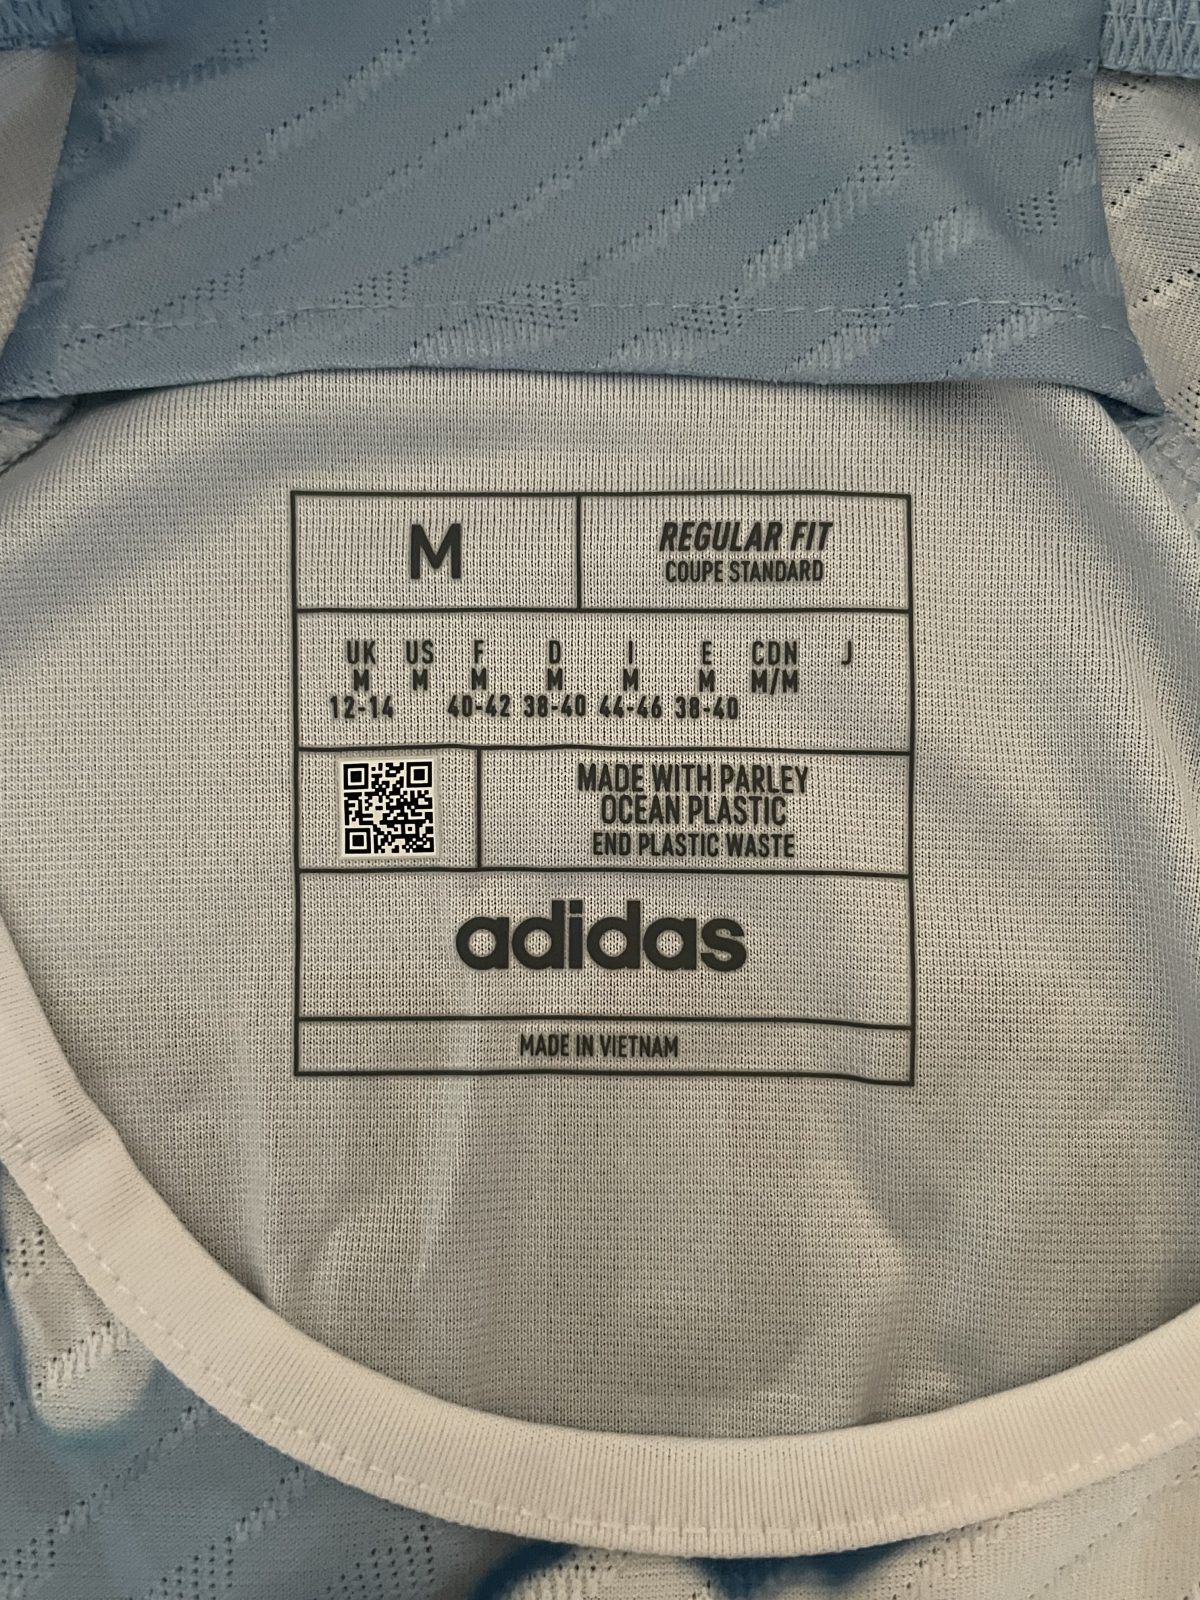 M
REGULAR FIT
COUPE STANDARD
UK US F D I E CDN J
M M M M M M M/M
12-14 40-42 38-40 44-46 38-40
MADE WITH PARLEY
OCEAN PLASTIC
END PLASTIC WASTE
adidas
MADE IN VIETNAM